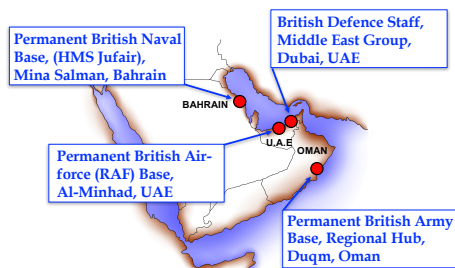 Permanent British Naval
Base, (HMS Jufair),
Mina Salman, Bahrain
British Defence Staff,
Middle East Group,
Dubai, UAE
BAHRAIN
U.A.E
OMAN
Permanent British Air-
force (RAF) Base,
Al-Minhad, UAE
Permanent British Army
Base, Regional Hub,
Duqm, Oman